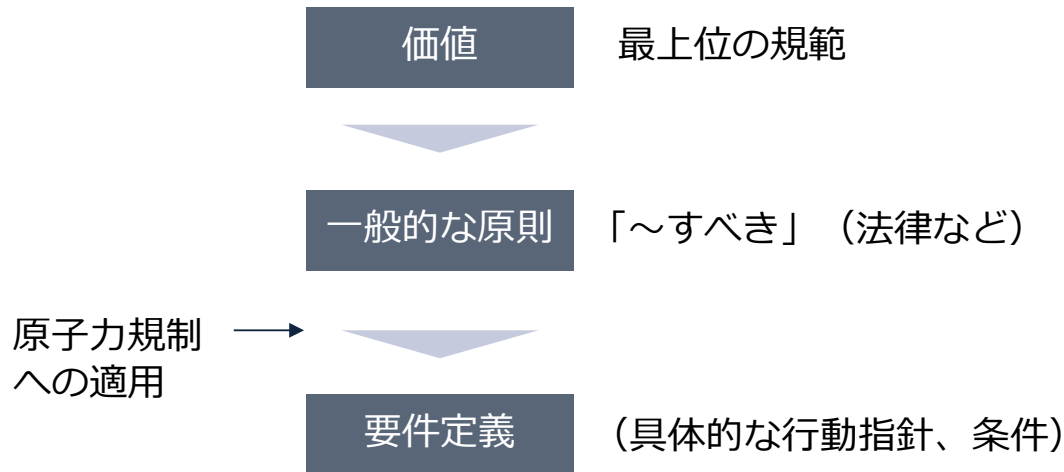 価値
最上位の規範
一般的な原則
「～すべき」（法律など）
原子力規制
への適用
要件定義
（具体的な行動指針、条件）